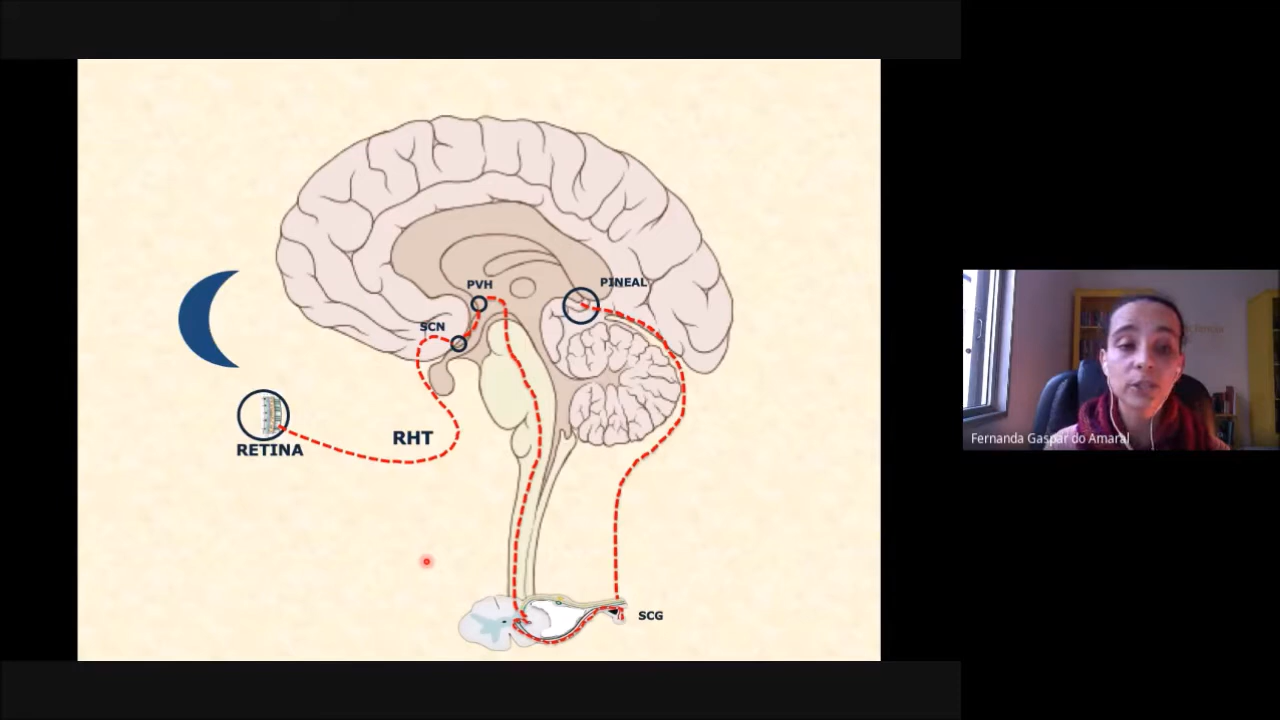 PVH
PINEAL
SCN
RHT
RETINA
SCG
Fernanda Gaspar do Amaral